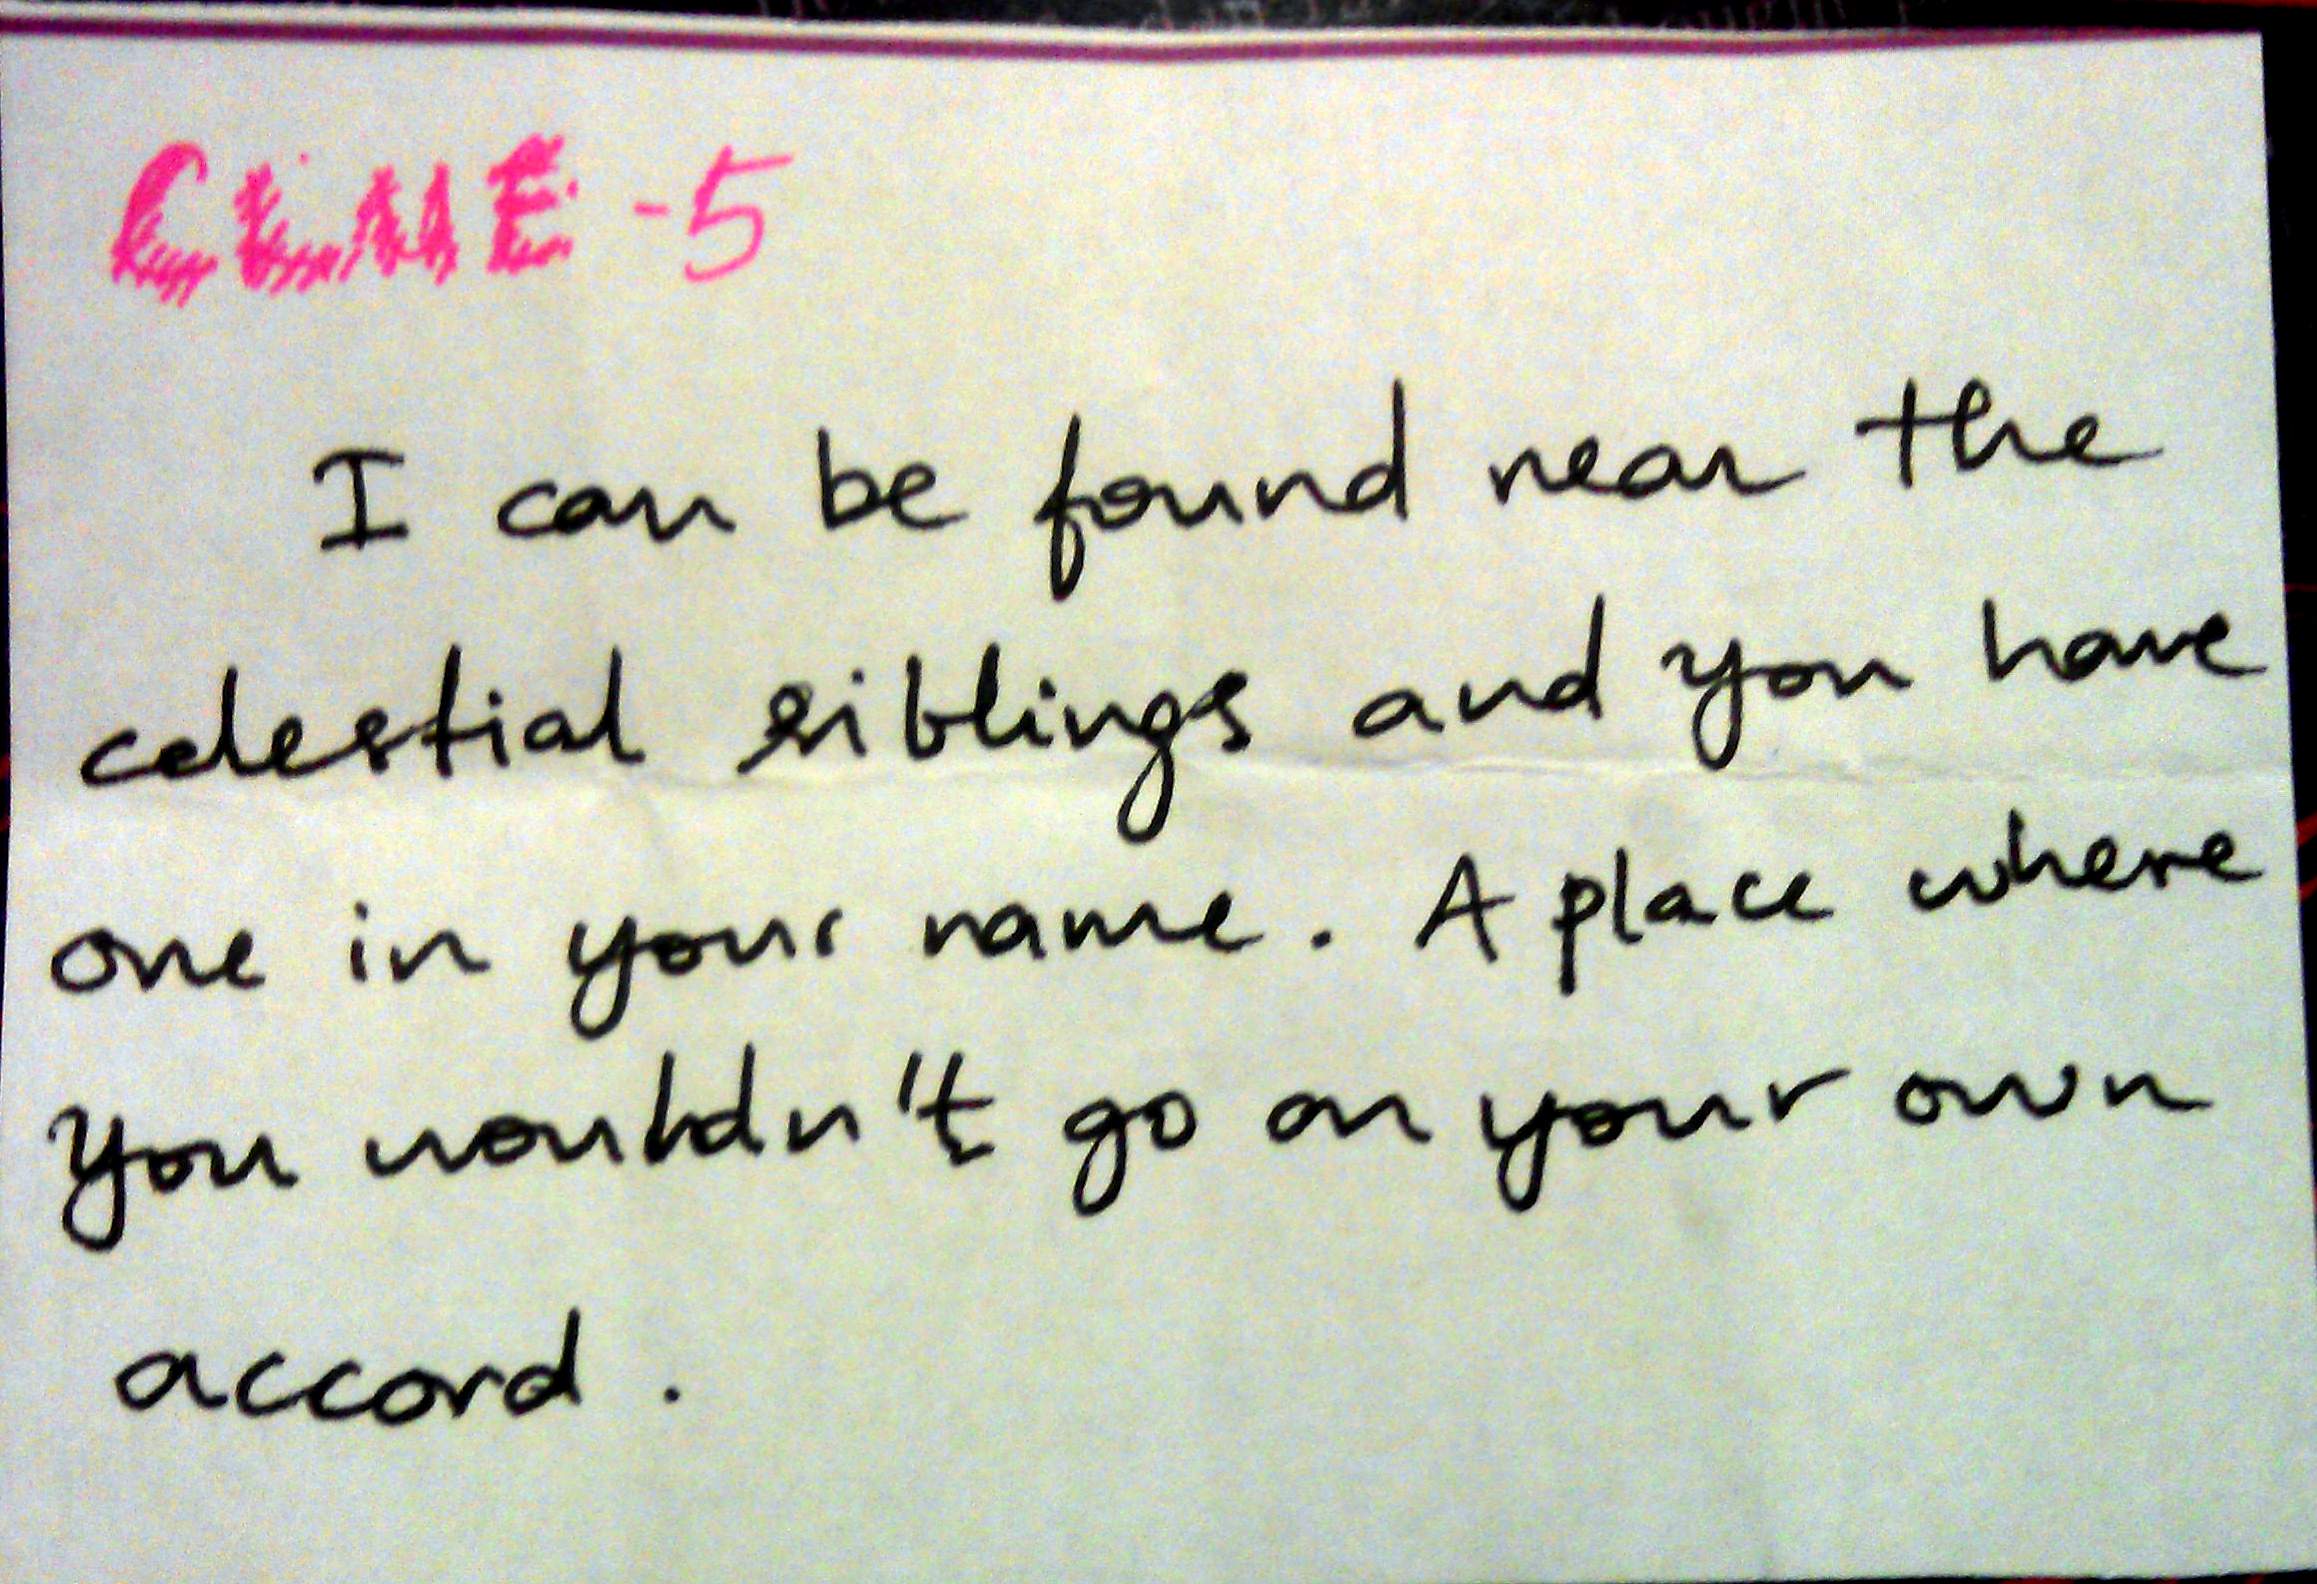 CLUE -5
I can be found near the
celestial siblings and you have
one in your name. A place where
you wouldn't go on your own
accord.